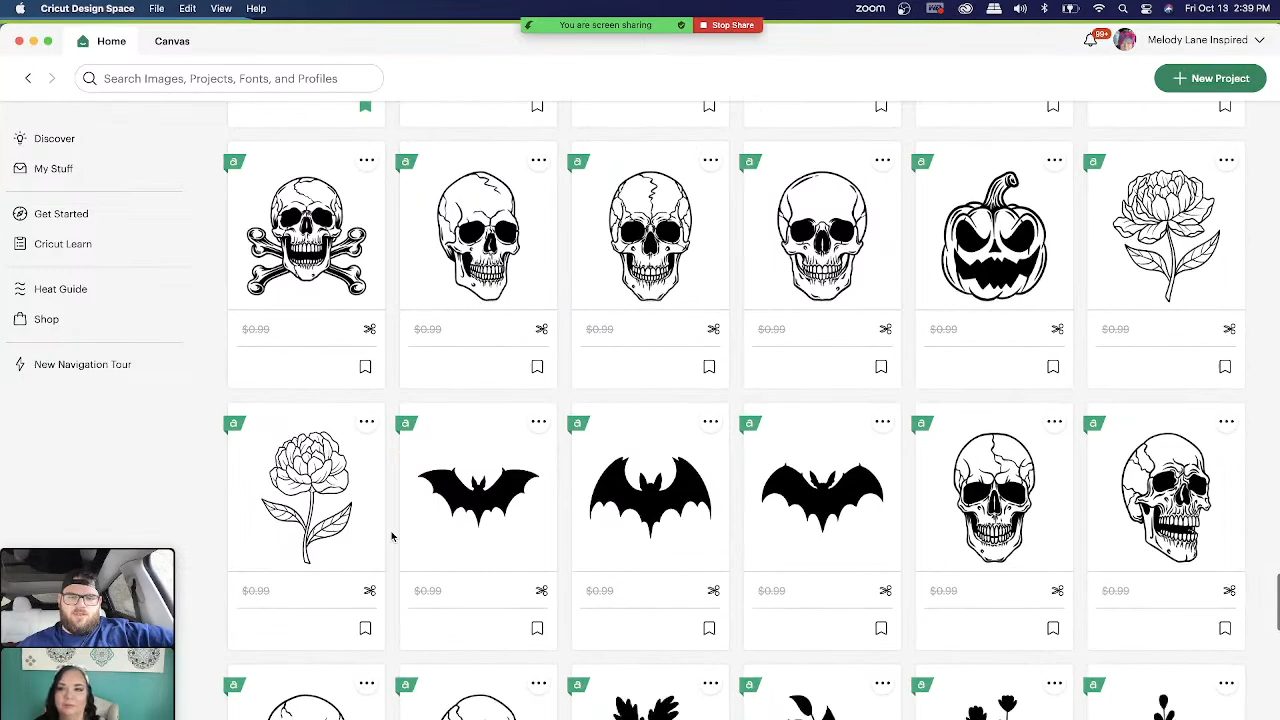 Cricut Design Space File Edit View Help zoom Fri Oct 13 2:39 PM
You are screen sharing Stop Share
Home Canvas 99+ Melody Lane Inspired
Search Images, Projects, Fonts, and Profiles New Project
Discover
My Stuff
Get Started
Cricut Learn
Heat Guide
Shop
New Navigation Tour
a a a a a a
$0.99 $0.99 $0.99 $0.99 $0.99 $0.99
a a a a a a
$0.99 $0.99 $0.99 $0.99 $0.99 $0.99
a a a a a a